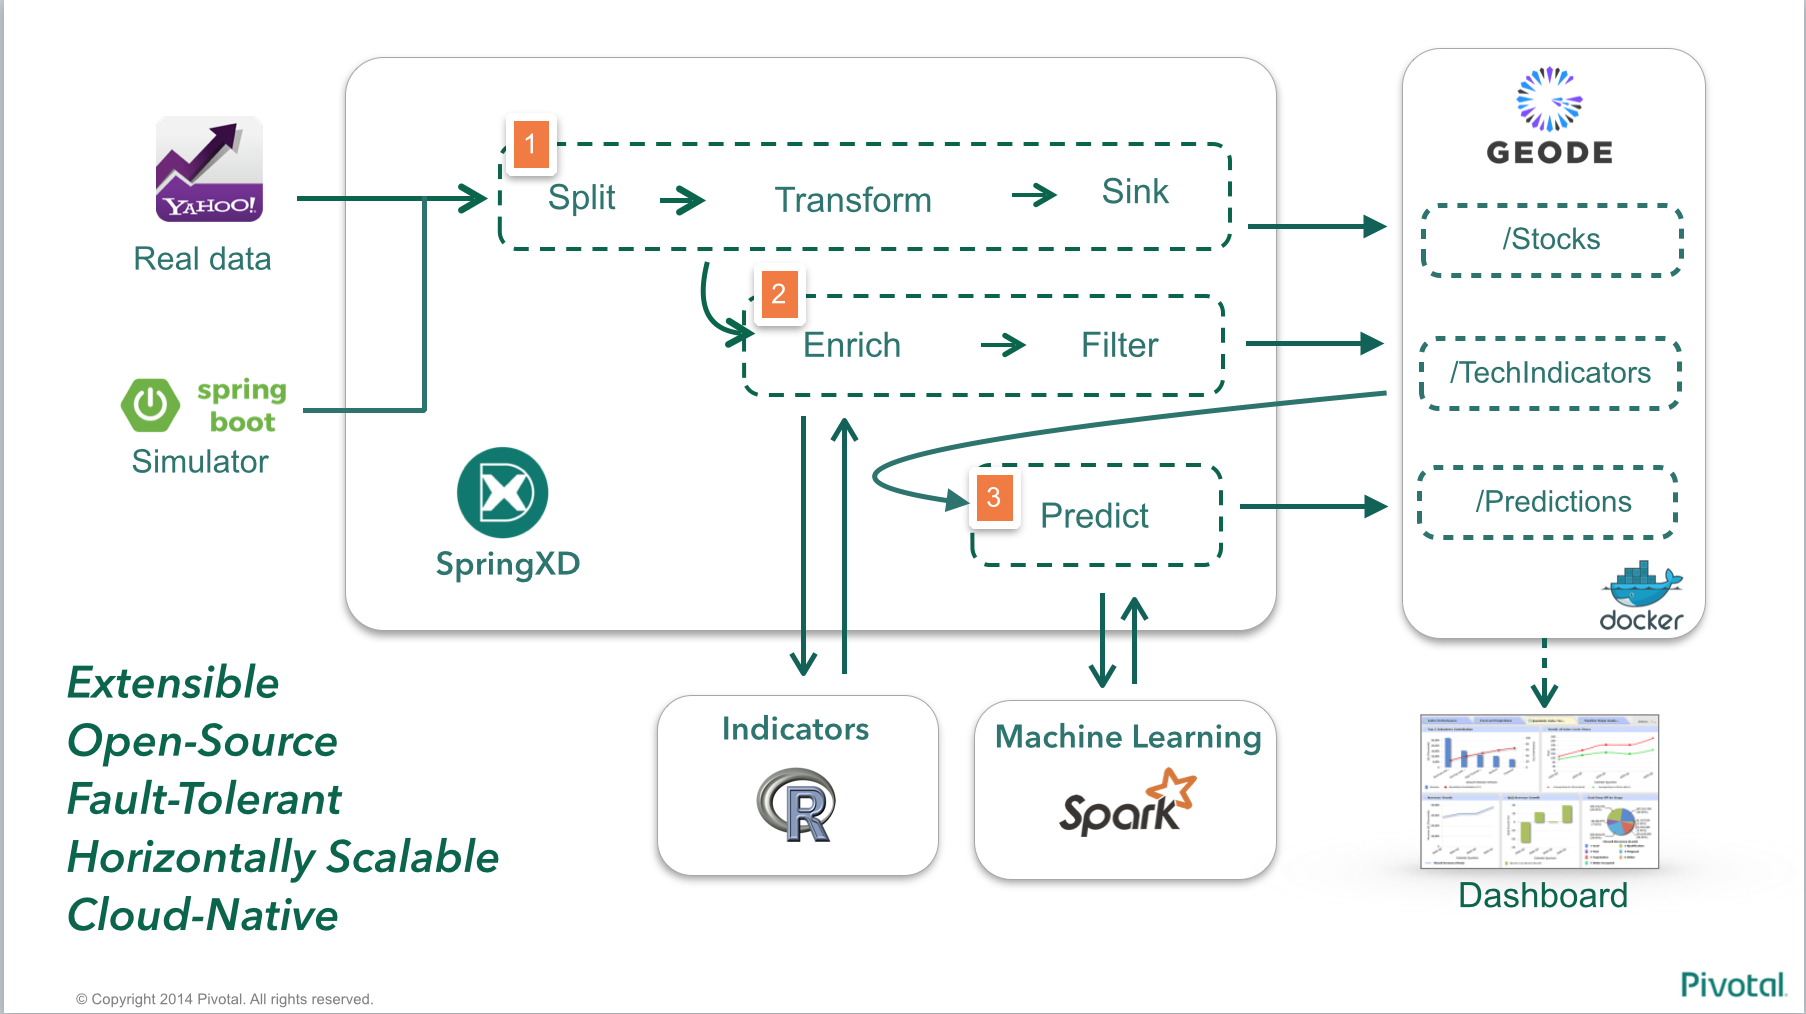 YAHOO!
Real data
spring
boot
Simulator
1
Split
Transform
Sink
2
Enrich
Filter
3
Predict
SpringXD
GEODE
/Stocks
/TechIndicators
/Predictions
docker
Indicators
R
Machine Learning
Spark
Dashboard
Extensible
Open-Source
Fault-Tolerant
Horizontally Scalable
Cloud-Native
© Copyright 2014 Pivotal. All rights reserved.
Pivotal